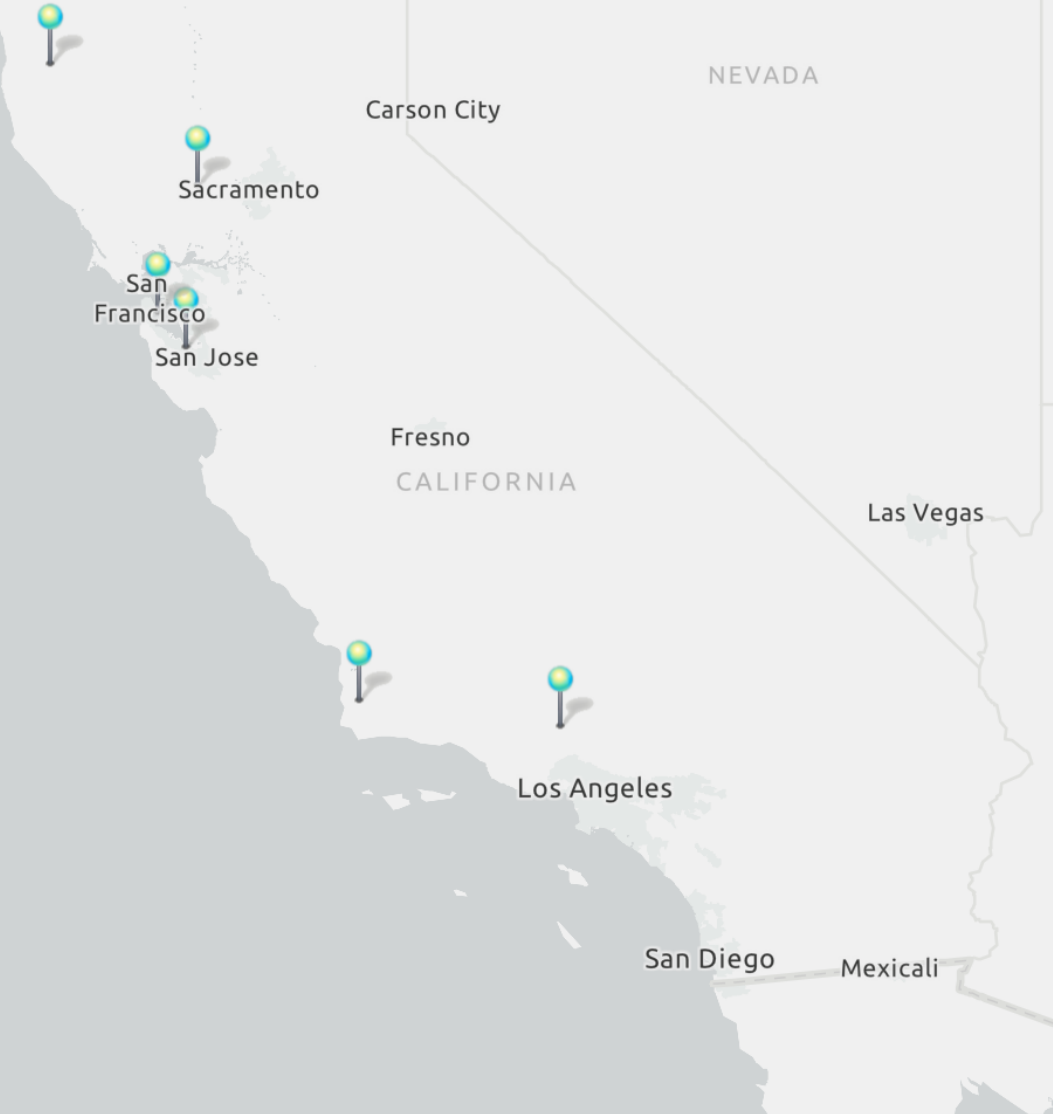 NEVADA
Carson City
Sacramento
San
Francisco
San Jose
Fresno
CALIFORNIA
Las Vegas
Los Angeles
San Diego
Mexicali